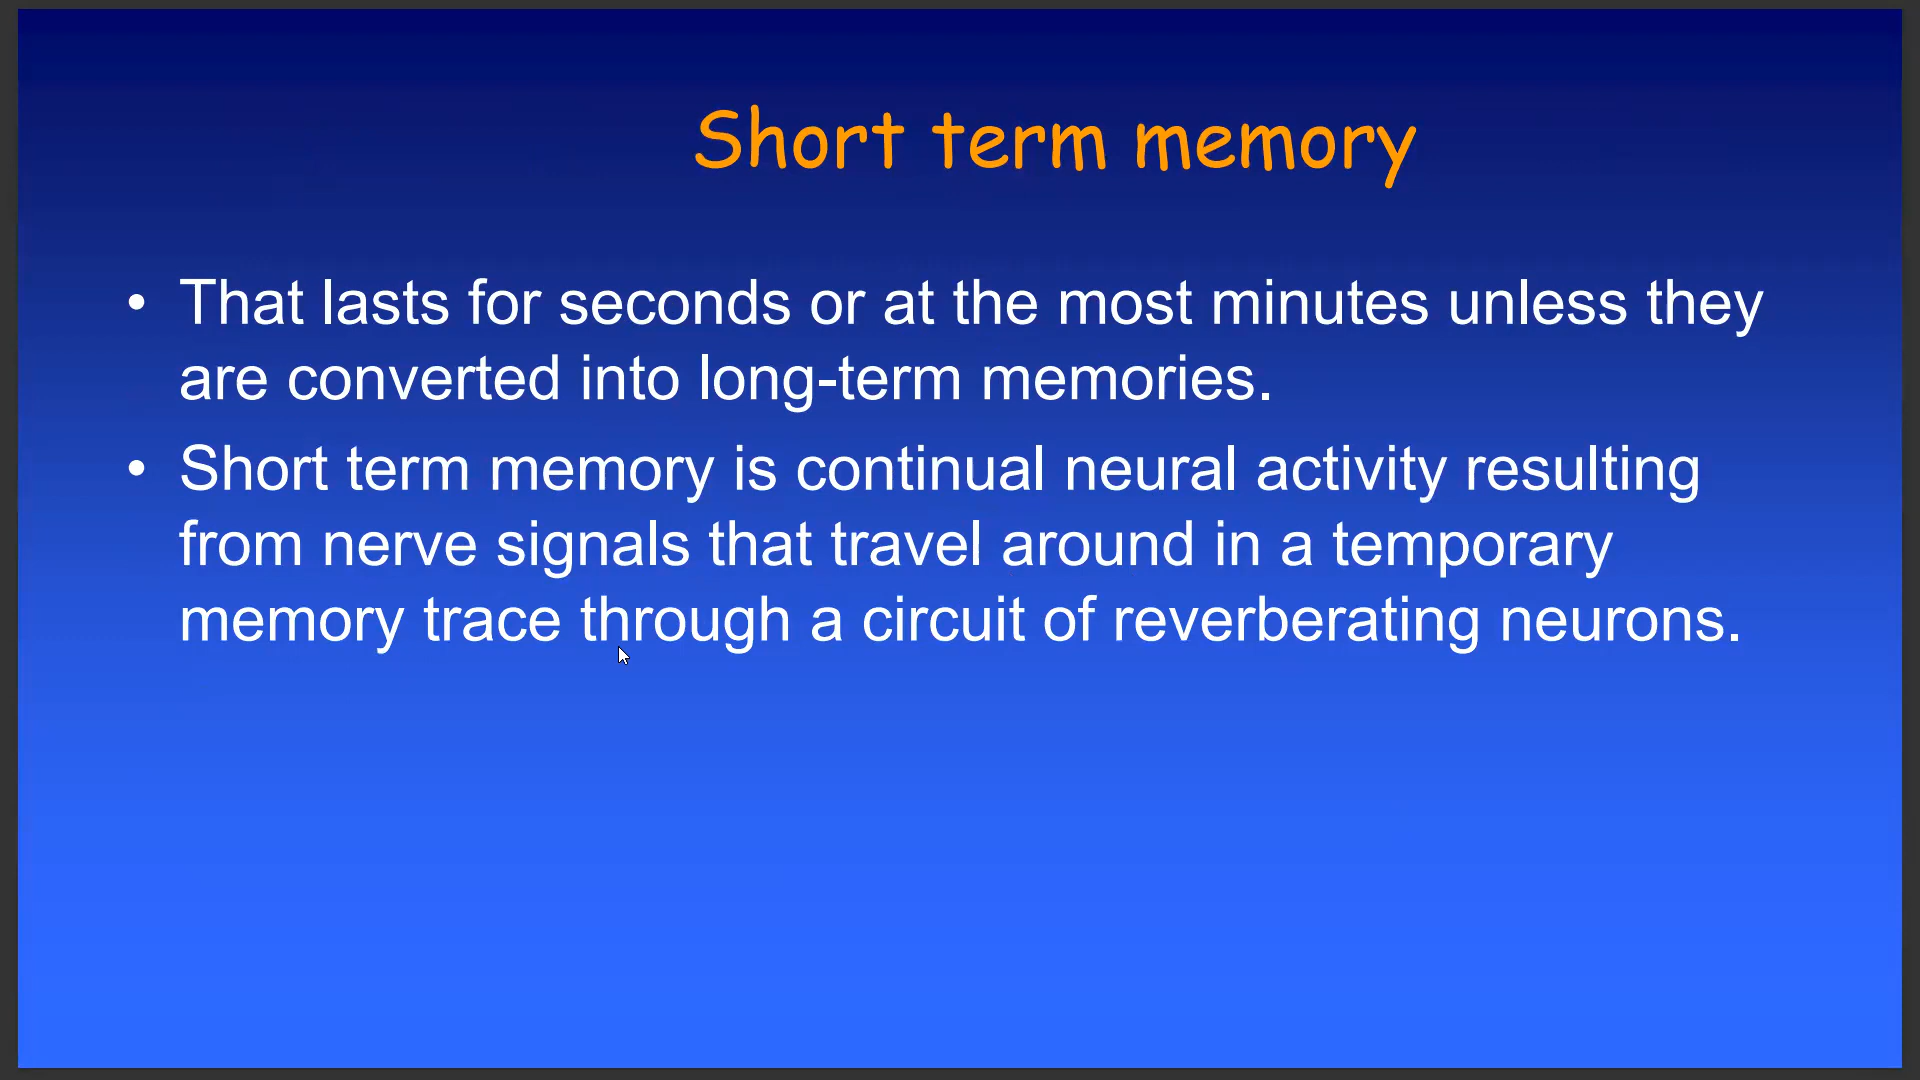 Short term memory
• That lasts for seconds or at the most minutes unless they
are converted into long-term memories.
• Short term memory is continual neural activity resulting
from nerve signals that travel around in a temporary
memory trace through a circuit of reverberating neurons.